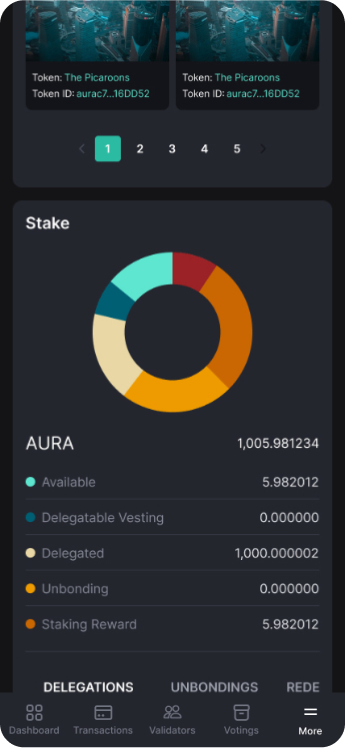 Token: The Picaroons
Token ID: aurac7...16DD52
Token: The Picaroons
Token ID: aurac7...16DD52
1 2 3 4 5
Stake
AURA 1,005.981234
Available 5.982012
Delegatable Vesting 0.000000
Delegated 1,000.000002
Unbonding 0.000000
Staking Reward 5.982012
DELEGATIONS UNBONDINGS REDE
Dashboard Transactions Validators Votings More